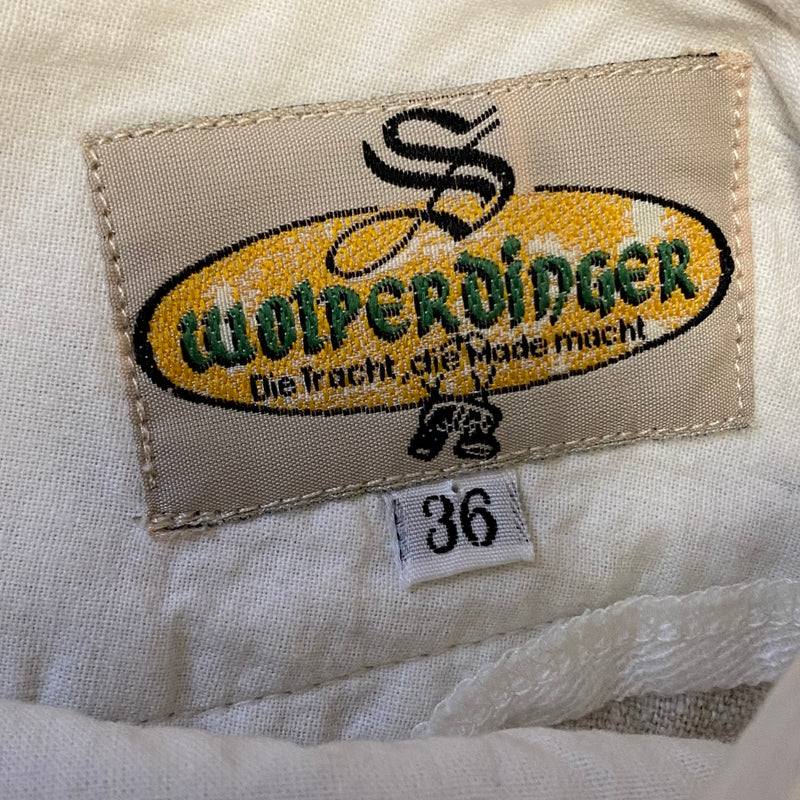 S
WOLPERDINGER
Die Tracht, die Mode macht
36